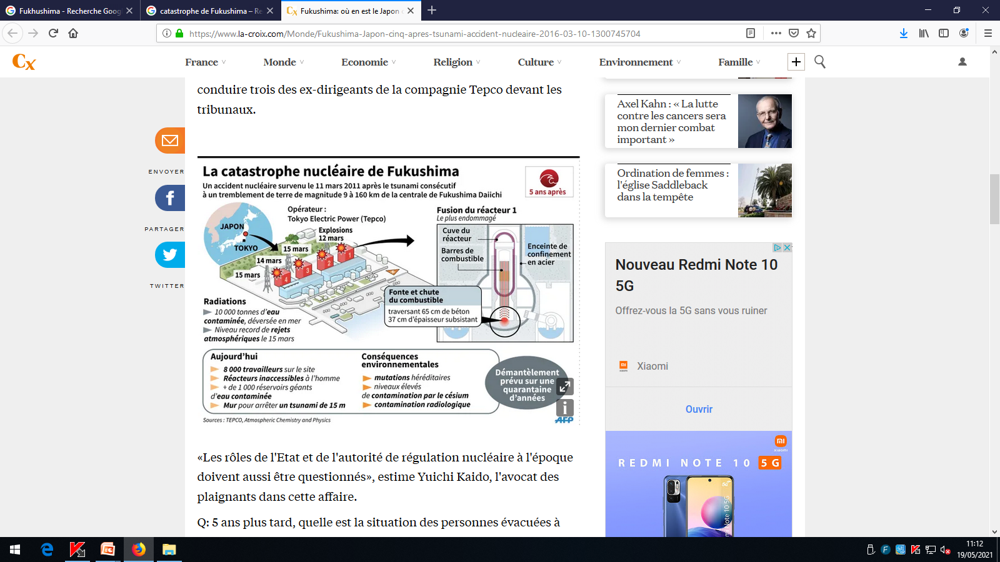 Fukhushima - Recherche Goog
catastrophe de Fukushima – Re
Cx Fukushima: où en est le Japon c
https://www.la-croix.com/Monde/Fukushima-Japon-cinq-apres-tsunami-accident-nucleaire-2016-03-10-1300745704
Cx
France
Monde
Economie
Religion
Culture
Environnement
Famille
conduire trois des ex-dirigeants de la compagnie Tepco devant les
tribunaux.
ENVOYER
PARTAGER
TWITTER
La catastrophe nucléaire de Fukushima
Un accident nucléaire survenu le 11 mars 2011 après le tsunami consécutif
à un tremblement de terre de magnitude 9 à 160 km de la centrale de Fukushima Daiichi
5 ans après
JAPON
TOKYO
Opérateur :
Tokyo Electric Power (Tepco)
Explosions
12 mars
15 mars
14 mars
15 mars
1
2
3
4
Fusion du réacteur 1
Le plus endommagé
Cuve du
réacteur
Barres de
combustible
Enceinte de
confinement
en acier
Fonte et chute
du combustible
traversant 65 cm de béton
37 cm d'épaisseur subsistant
Radiations
10 000 tonnes d'eau
contaminée, déversée en mer
Niveau record de rejets
atmosphériques le 15 mars
Aujourd'hui
8 000 travailleurs sur le site
Réacteurs inaccessibles à l'homme
+ de 1 000 réservoirs géants
d'eau contaminée
Mur pour arrêter un tsunami de 15 m
Conséquences
environnementales
mutations héréditaires
niveaux élevés
de contamination par le césium
contamination radiologique
Démantèlement
prévu sur une
quarantaine
d'années
Sources : TEPCO, Atmospheric Chemistry and Physics
AFP
«Les rôles de l'Etat et de l'autorité de régulation nucléaire à l'époque
doivent aussi être questionnés», estime Yuichi Kaido, l'avocat des
plaignants dans cette affaire.
Q: 5 ans plus tard, quelle est la situation des personnes évacuées à
Axel Kahn : « La lutte
contre les cancers sera
mon dernier combat
important »
Ordination de femmes :
l'église Saddleback
dans la tempête
Nouveau Redmi Note 10
5G
Offrez-vous la 5G sans vous ruiner
Xiaomi
Ouvrir
xiaomi
REDMI NOTE 10 5G
11:12
19/05/2021